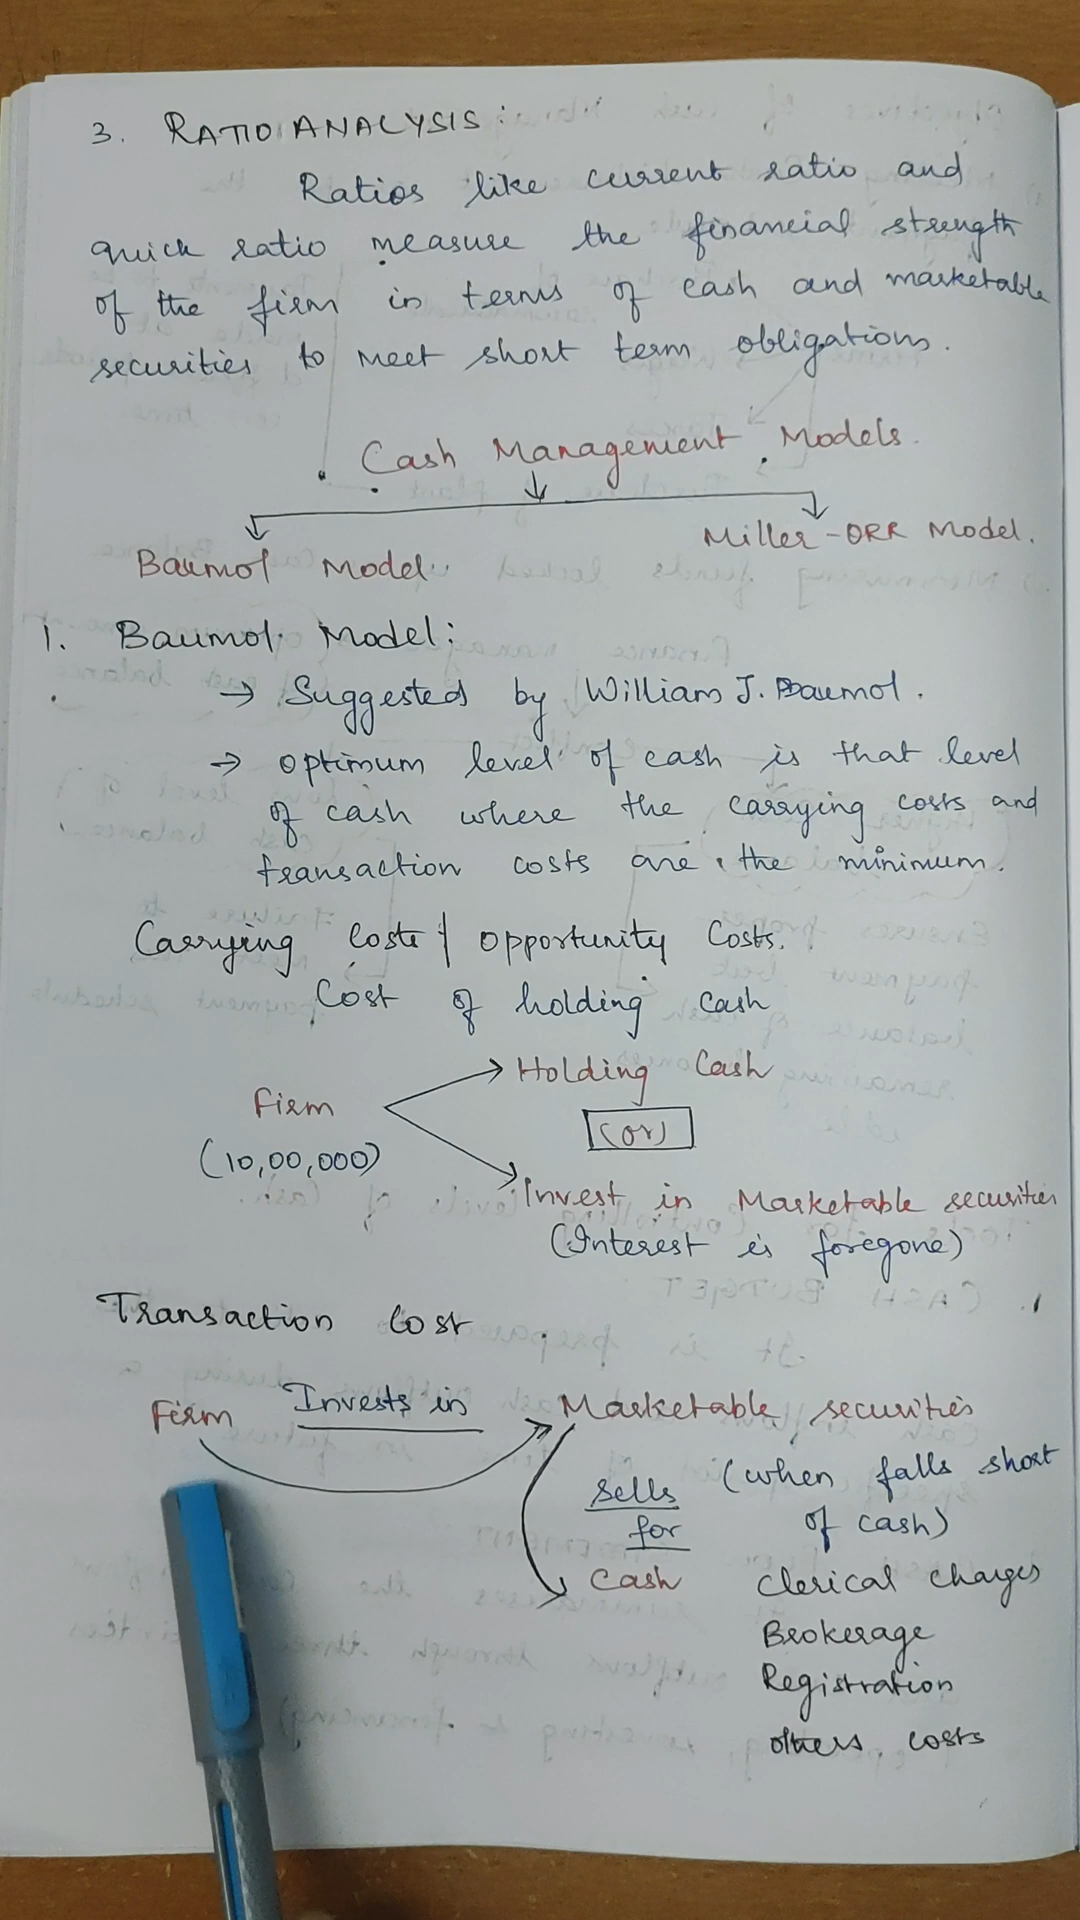 3. RATIO ANALYSIS:
Ratios like current ratio and
quick ratio measure the financial strength
of the firm in terms of cash and marketable
securities to meet short term obligations.
Cash Management Models.
Baumol Model
Miller-ORR Model.
1. Baumol Model:
→ Suggested by William J. Baumol.
→ optimum level of cash is that level
of cash where the carrying costs and
transaction costs are the minimum.
Carrying Costs / opportunity Costs.
Cost of holding cash
Holding Cash
Firm
(or)
(10,00,000)
Invest in Marketable securities
(Interest is foregone)
Transaction Cost
Firm Invests in Marketable securities
sells (when falls short
for of cash)
Cash Clerical charges
Brokerage
Registration
others costs